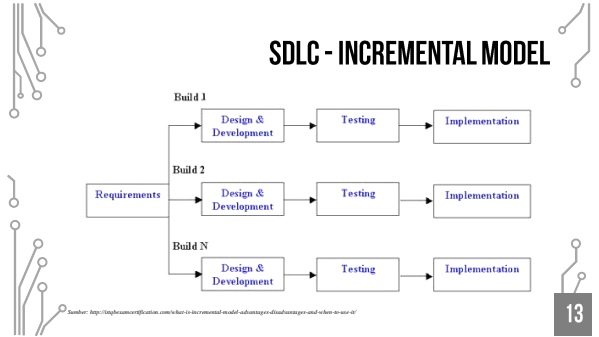 SDLC - INCREMENTAL MODEL
Build 1
Design &
Development
Testing
Implementation
Build 2
Requirements
Design &
Development
Testing
Implementation
Build N
Design &
Development
Testing
Implementation
Sumber: http://istqbexamcertification.com/what-is-incremental-model-advantages-disadvantages-and-when-to-use-it/
13